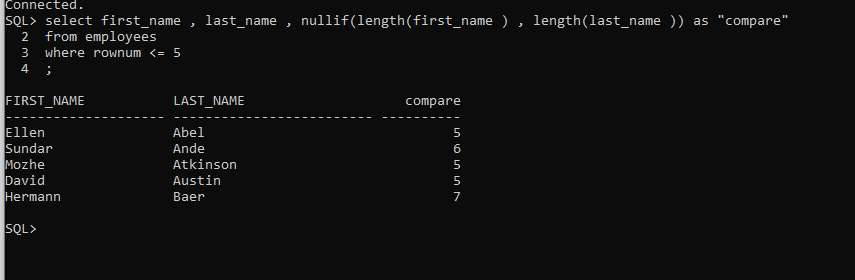 Connected.
SQL> select first_name , last_name , nullif(length(first_name ) , length(last_name )) as "compare"
  2  from employees
  3  where rownum <= 5
  4  ;
FIRST_NAME           LAST_NAME                    compare
-------------------- ------------------------- ----------
Ellen                Abel                               5
Sundar               Ande                               6
Mozhe                Atkinson                           5
David                Austin                             5
Hermann              Baer                               7
SQL>